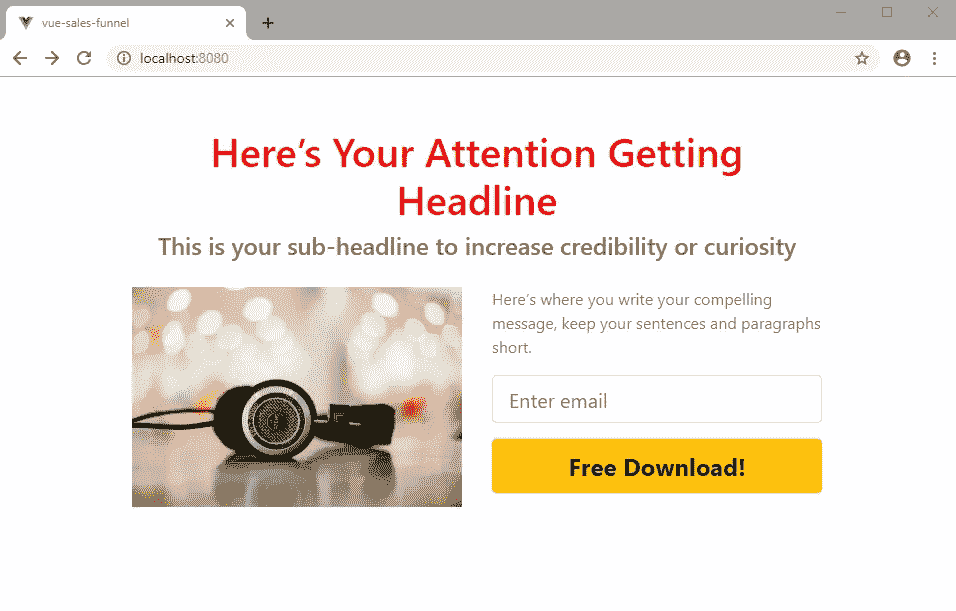 vue-sales-funnel
localhost:8080
Here’s Your Attention Getting
Headline
This is your sub-headline to increase credibility or curiosity
Here’s where you write your compelling
message, keep your sentences and paragraphs
short.
Enter email
Free Download!